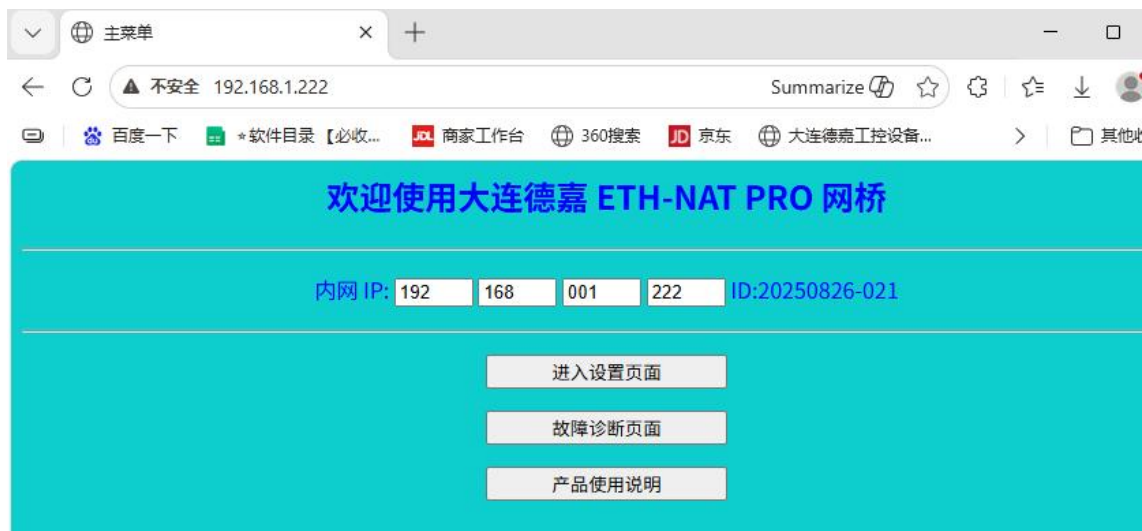 主菜单
不安全 192.168.1.222 Summarize
百度一下 *软件目录【必收... JDL 商家工作台 360搜索 JD 京东 大连德嘉工控设备... 其他收
欢迎使用大连德嘉 ETH-NAT PRO 网桥
内网 IP: 192 168 001 222 ID:20250826-021
进入设置页面
故障诊断页面
产品使用说明